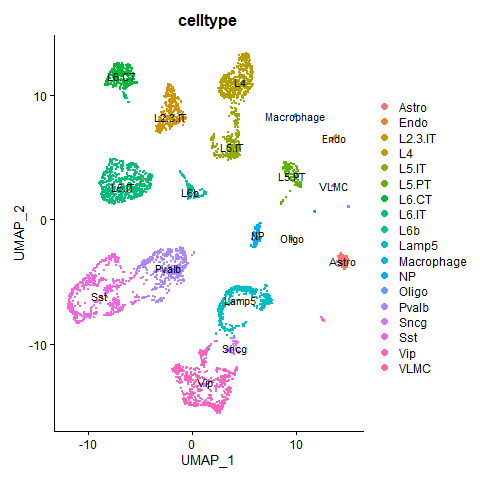 celltype
L6.CT
L4
L2.3.IT
Macrophage
Endo
L5.IT
L5.PT
L6.IT
L6b
VLMC
NP
Oligo
Astro
Pvalb
Sst
Lamp5
Sncg
Vip
10
0
-10
-10
0
10
UMAP_1
UMAP_2
Astro
Endo
L2.3.IT
L4
L5.IT
L5.PT
L6.CT
L6.IT
L6b
Lamp5
Macrophage
NP
Oligo
Pvalb
Sncg
Sst
Vip
VLMC